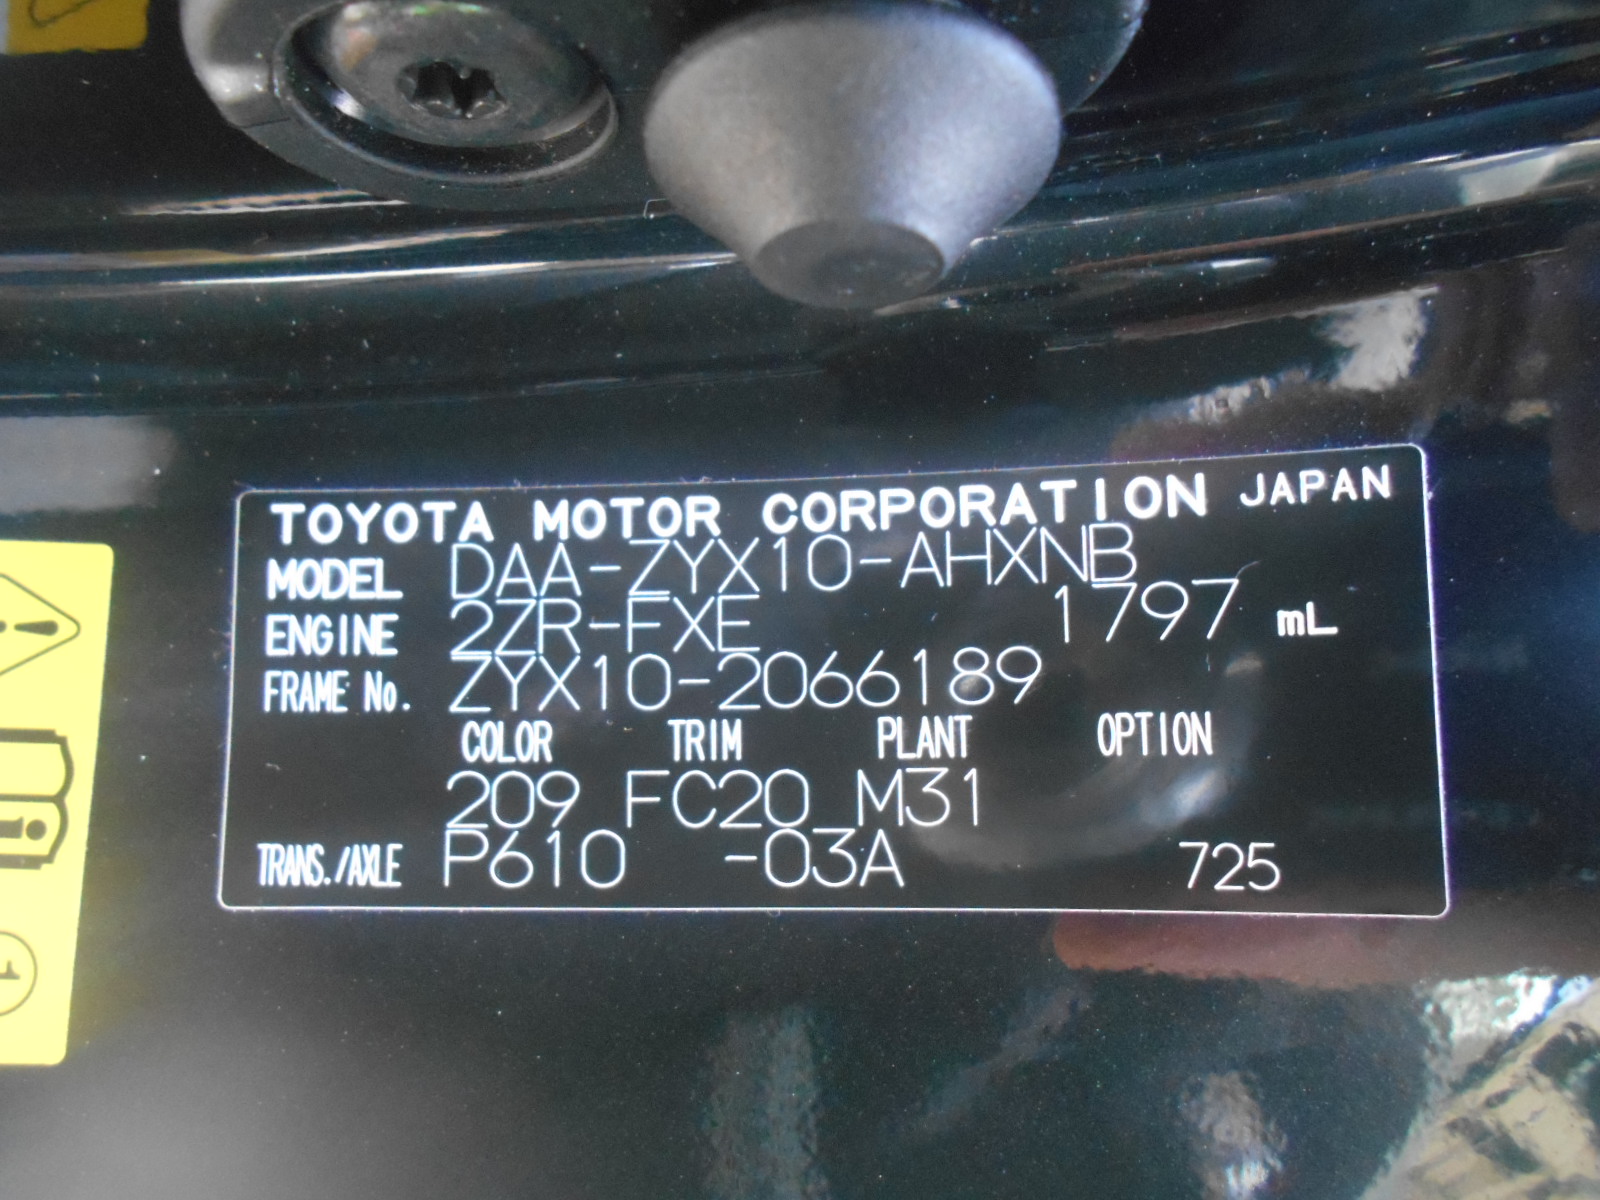 TOYOTA MOTOR CORPORATION JAPAN
MODEL DAA-ZYX10-AHXNB
ENGINE 2ZR-FXE 1797 mL
FRAME No. ZYX10-2066189
COLOR TRIM PLANT OPTION
209 FC20 M31
TRANS./AXLE P610 -03A 725
!
i
1